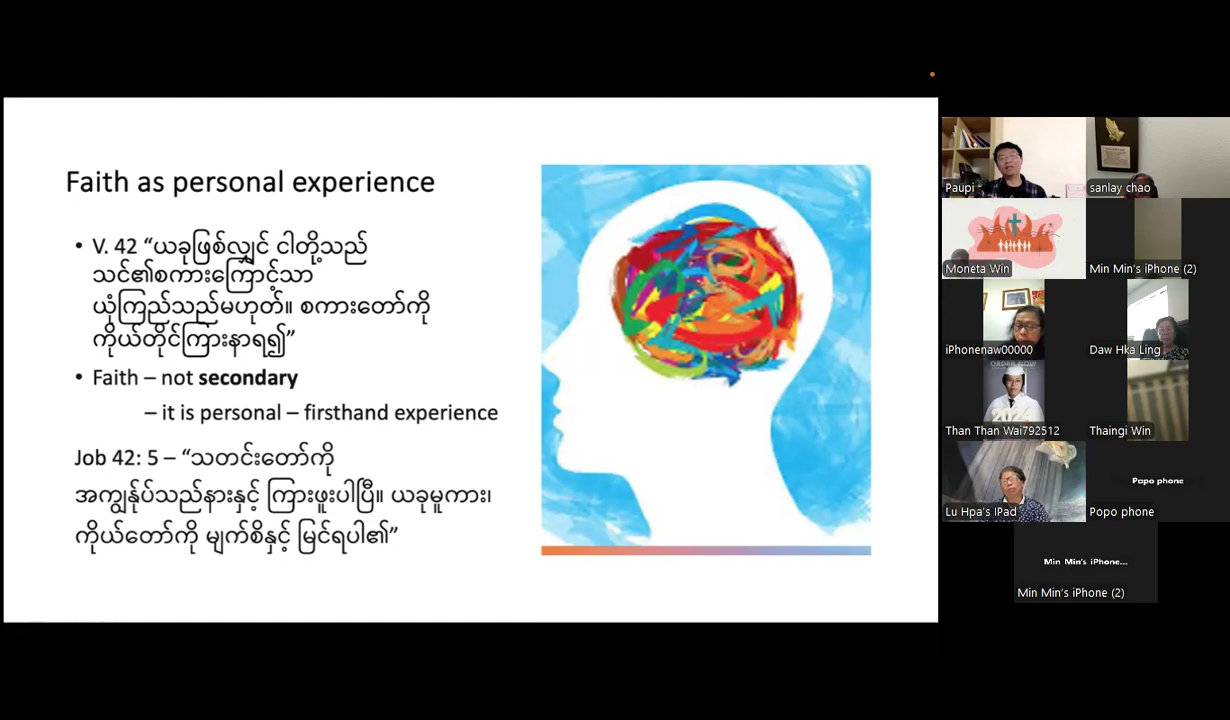 Faith as personal experience
• V. 42 “ယခုဖြစ်လျှင် ငါတို့သည်
သင်၏စကားကြောင့်သာ
ယုံကြည်သည်မဟုတ်။ စကားတော်ကို
ကိုယ်တိုင်ကြားနာရ၍”
• Faith – not secondary
– it is personal – firsthand experience
Job 42: 5 – “သတင်းတော်ကို
အကျွန်ုပ်သည်နားနှင့် ကြားဖူးပါပြီ။ ယခုမူကား၊
ကိုယ်တော်ကို မျက်စိနှင့် မြင်ရပါ၏”
Paupi
sanlay chao
Moneta Win
Min Min's iPhone (2)
iPhonenaw00000
Daw Hka Ling
ORDER NOW
Than Than Wai792512
Thaingi Win
Lu Hpa's IPad
Popo phone
Popo phone
Min Min's iPhone...
Min Min's iPhone (2)